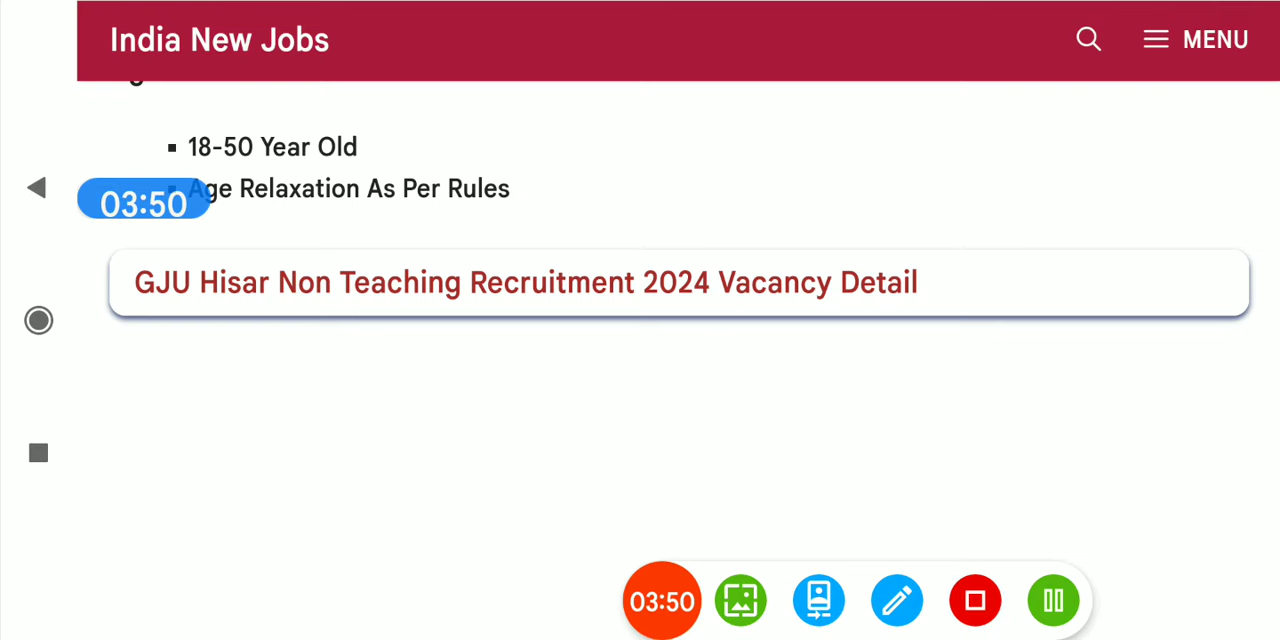 India New Jobs
MENU
18-50 Year Old
03:50
Age Relaxation As Per Rules
GJU Hisar Non Teaching Recruitment 2024 Vacancy Detail
03:50